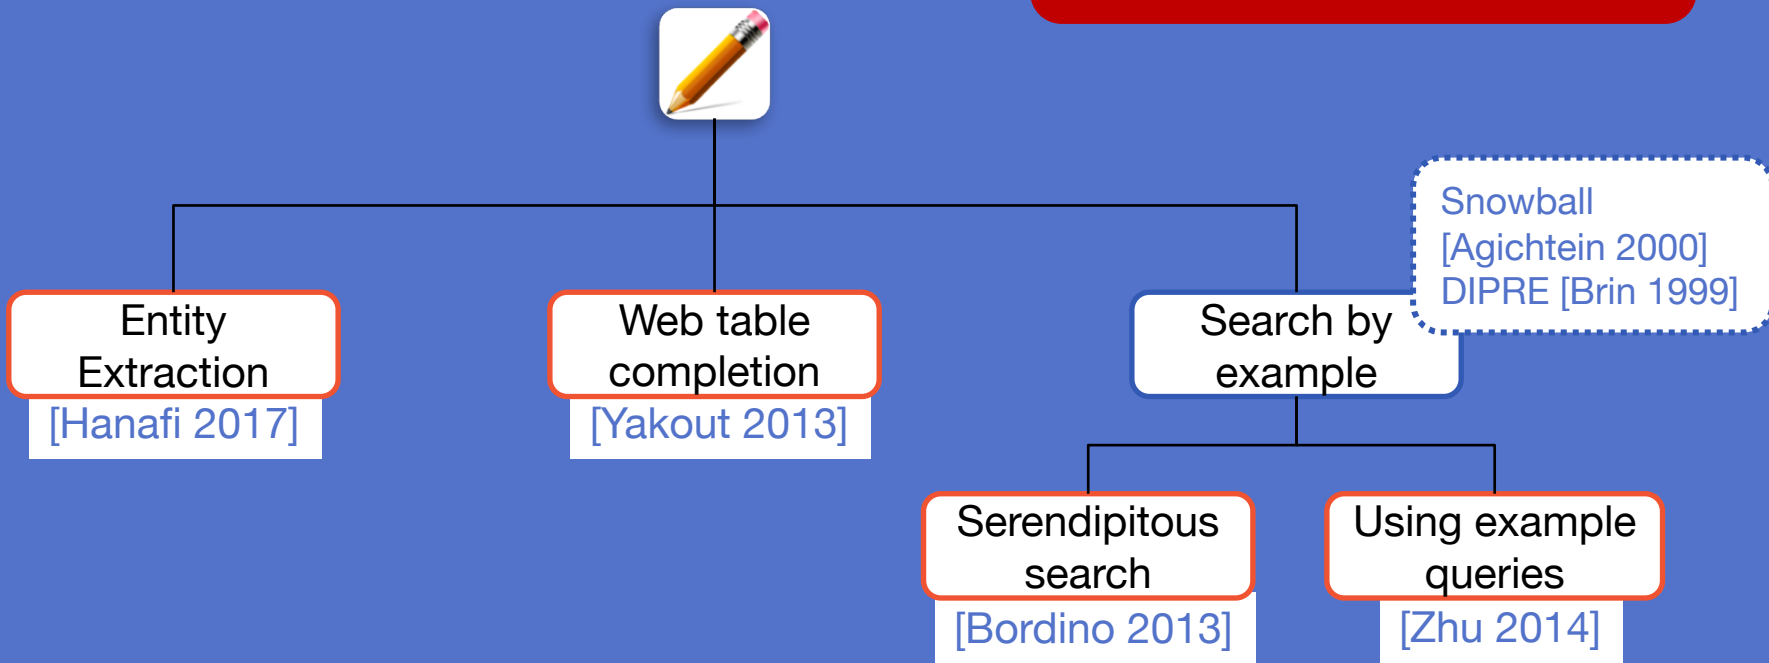 Entity
Extraction
[Hanafi 2017]
Web table
completion
[Yakout 2013]
Search by
example
Snowball
[Agichtein 2000]
DIPRE [Brin 1999]
Serendipitous
search
[Bordino 2013]
Using example
queries
[Zhu 2014]